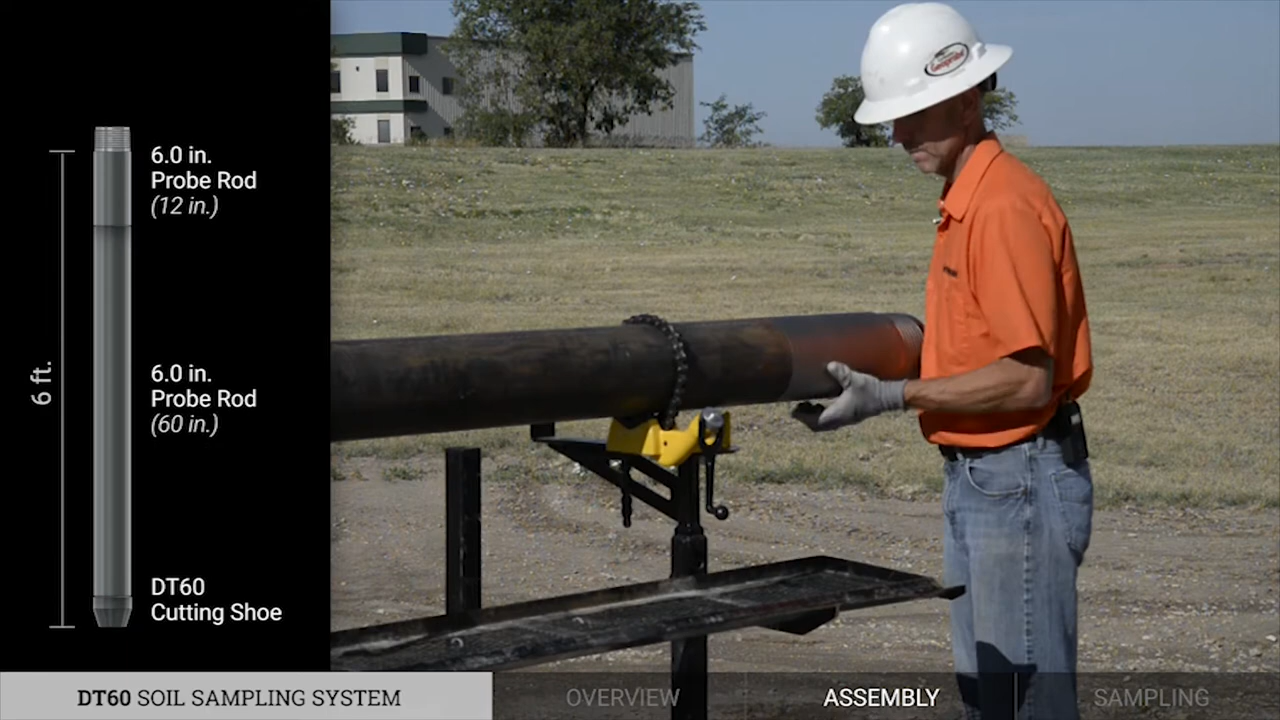 6.0 in.
Probe Rod
(12 in.)
6 ft.
6.0 in.
Probe Rod
(60 in.)
DT60
Cutting Shoe
Geoprobe
DT60 SOIL SAMPLING SYSTEM
OVERVIEW
ASSEMBLY
SAMPLING